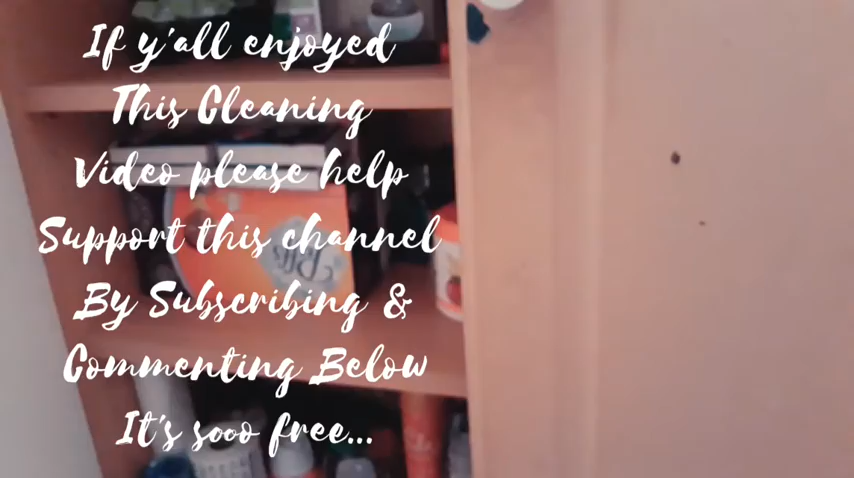 If y'all enjoyed
This Cleaning
Video please help
Support this channel
By Subscribing &
Commenting Below
It's sooo free...